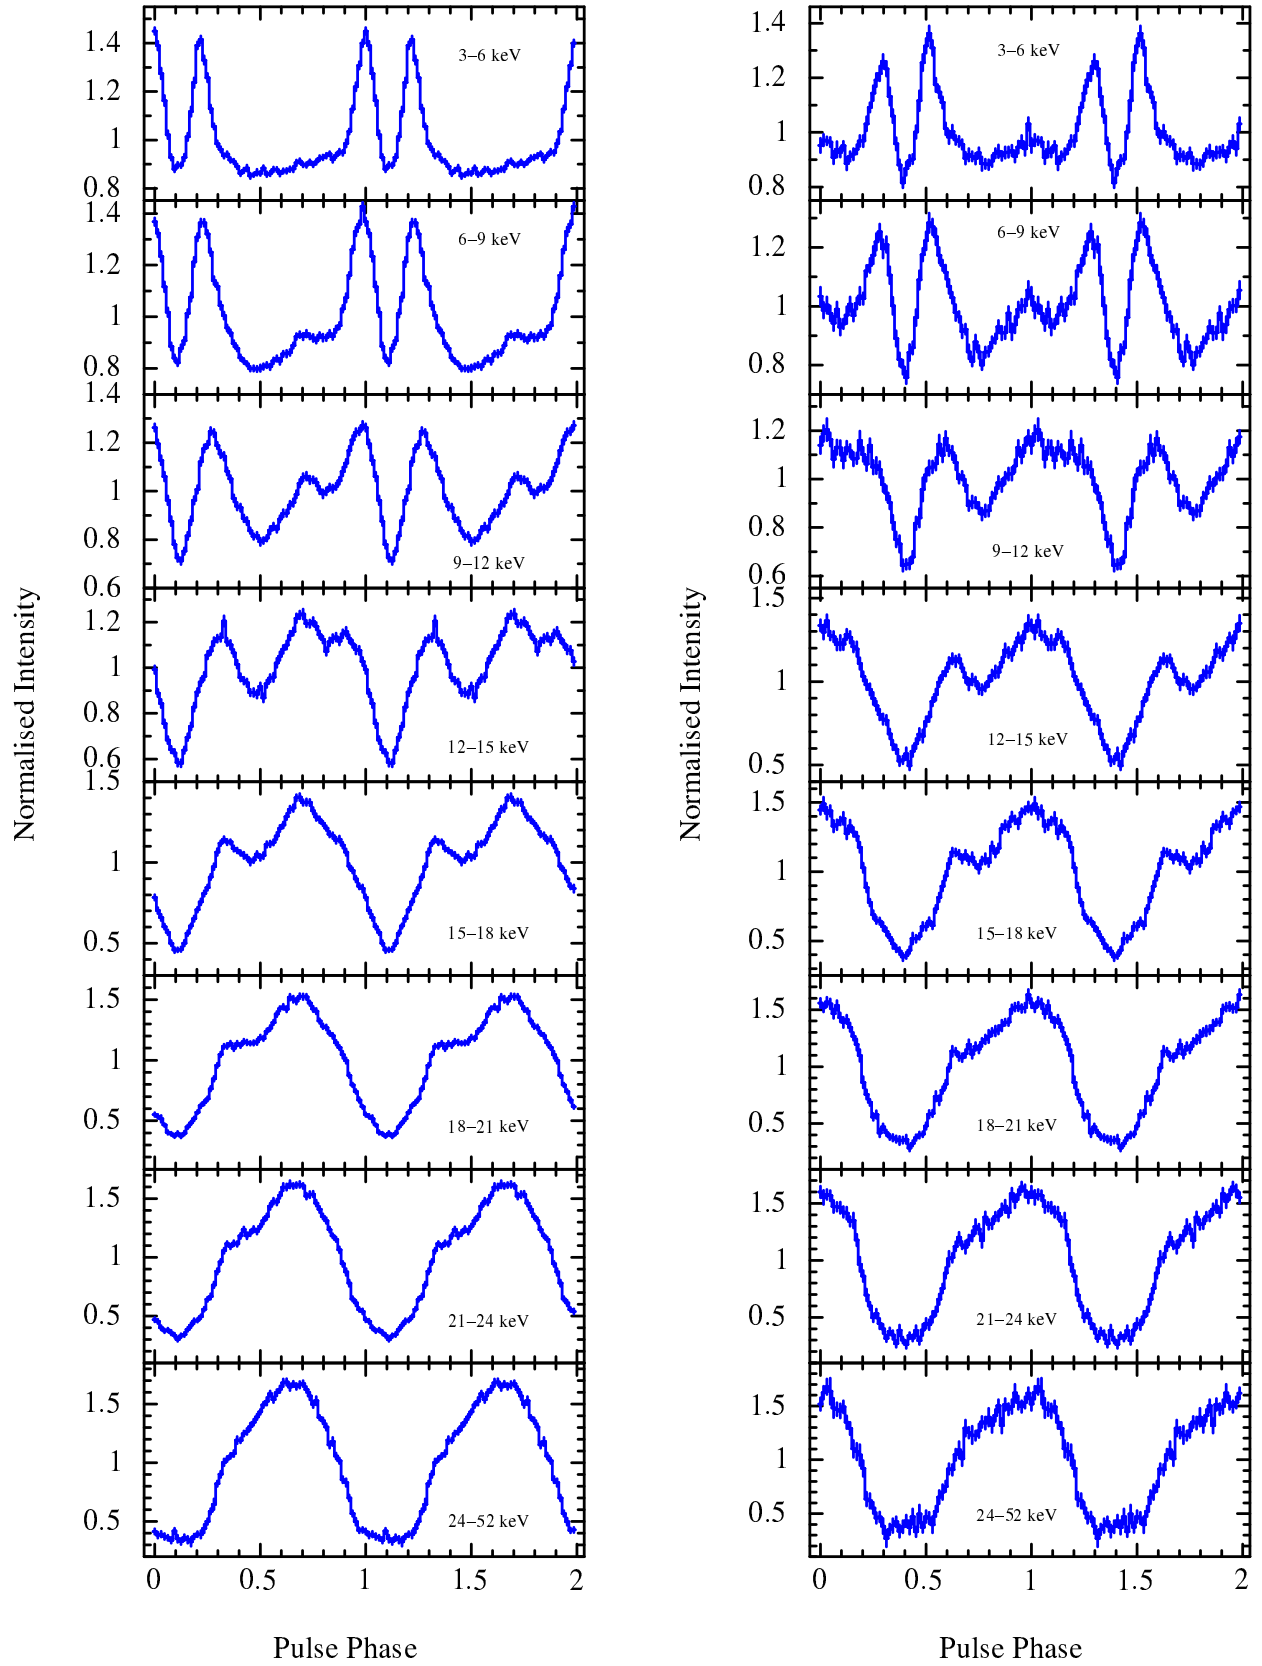 1.4
1.2
1
0.8
3–6 keV
1.4
1.2
1
0.8
6–9 keV
1.4
1.2
1
0.8
0.6
9–12 keV
1.2
1
0.8
0.6
12–15 keV
1.5
1
0.5
15–18 keV
1.5
1
0.5
18–21 keV
1.5
1
0.5
21–24 keV
1.5
1
0.5
24–52 keV
0 0.5 1 1.5 2
Pulse Phase
Normalised Intensity
1.4
1.2
1
0.8
3–6 keV
1.2
1
0.8
6–9 keV
1.2
1
0.8
0.6
9–12 keV
1.5
1
0.5
12–15 keV
1.5
1
0.5
15–18 keV
1.5
1
0.5
18–21 keV
1.5
1
0.5
21–24 keV
1.5
1
0.5
24–52 keV
0 0.5 1 1.5 2
Pulse Phase
Normalised Intensity